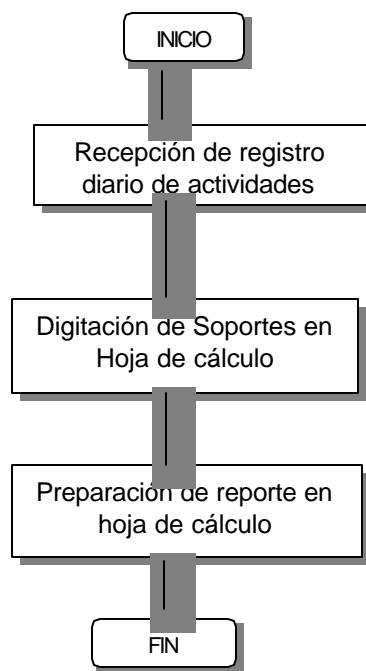 INICIO
Recepción de registro
diario de actividades
Digitación de Soportes en
Hoja de cálculo
Preparación de reporte en
hoja de cálculo
FIN